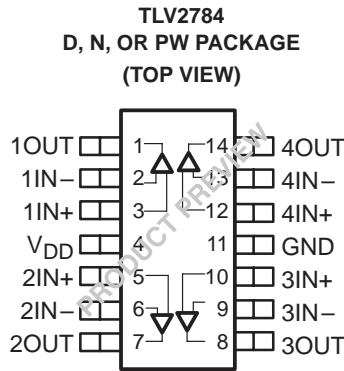 TLV2784
D, N, OR PW PACKAGE
(TOP VIEW)
1OUT 1 14 4OUT
1IN− 2 13 4IN−
1IN+ 3 12 4IN+
VDD 4 11 GND
2IN+ 5 10 3IN+
2IN− 6 9 3IN−
2OUT 7 8 3OUT
PRODUCT PREVIEW